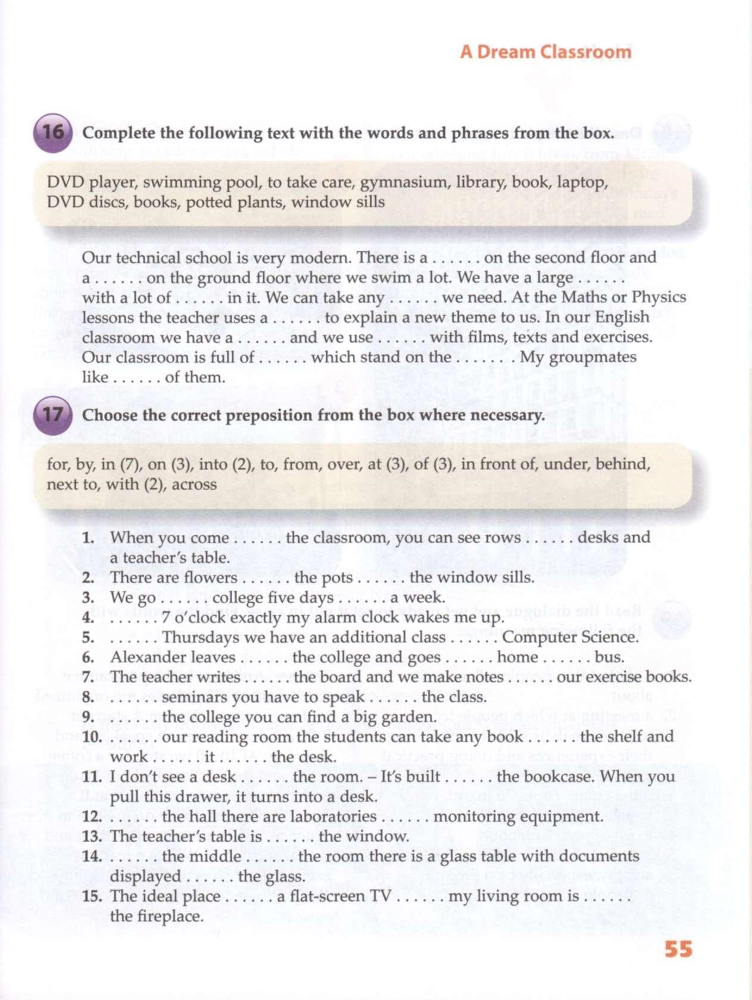 A Dream Classroom
16 Complete the following text with the words and phrases from the box.
DVD player, swimming pool, to take care, gymnasium, library, book, laptop,
DVD discs, books, potted plants, window sills
Our technical school is very modern. There is a . . . . . . on the second floor and
a . . . . . . on the ground floor where we swim a lot. We have a large . . . . . .
with a lot of . . . . . . in it. We can take any . . . . . . we need. At the Maths or Physics
lessons the teacher uses a . . . . . . to explain a new theme to us. In our English
classroom we have a . . . . . . and we use . . . . . . with films, texts and exercises.
Our classroom is full of . . . . . . which stand on the . . . . . . . My groupmates
like . . . . . . of them.
17 Choose the correct preposition from the box where necessary.
for, by, in (7), on (3), into (2), to, from, over, at (3), of (3), in front of, under, behind,
next to, with (2), across
1. When you come . . . . . . the classroom, you can see rows . . . . . . desks and
a teacher's table.
2. There are flowers . . . . . . the pots . . . . . . the window sills.
3. We go . . . . . . college five days . . . . . . a week.
4. . . . . . . 7 o'clock exactly my alarm clock wakes me up.
5. . . . . . . Thursdays we have an additional class . . . . . . Computer Science.
6. Alexander leaves . . . . . . the college and goes . . . . . . home . . . . . . bus.
7. The teacher writes . . . . . . the board and we make notes . . . . . . our exercise books.
8. . . . . . . seminars you have to speak . . . . . . the class.
9. . . . . . . the college you can find a big garden.
10. . . . . . . our reading room the students can take any book . . . . . . the shelf and
work . . . . . . it . . . . . . the desk.
11. I don't see a desk . . . . . . the room. – It's built . . . . . . the bookcase. When you
pull this drawer, it turns into a desk.
12. . . . . . . the hall there are laboratories . . . . . . monitoring equipment.
13. The teacher's table is . . . . . . the window.
14. . . . . . . the middle . . . . . . the room there is a glass table with documents
displayed . . . . . . the glass.
15. The ideal place . . . . . . a flat-screen TV . . . . . . my living room is . . . . . .
the fireplace.
55